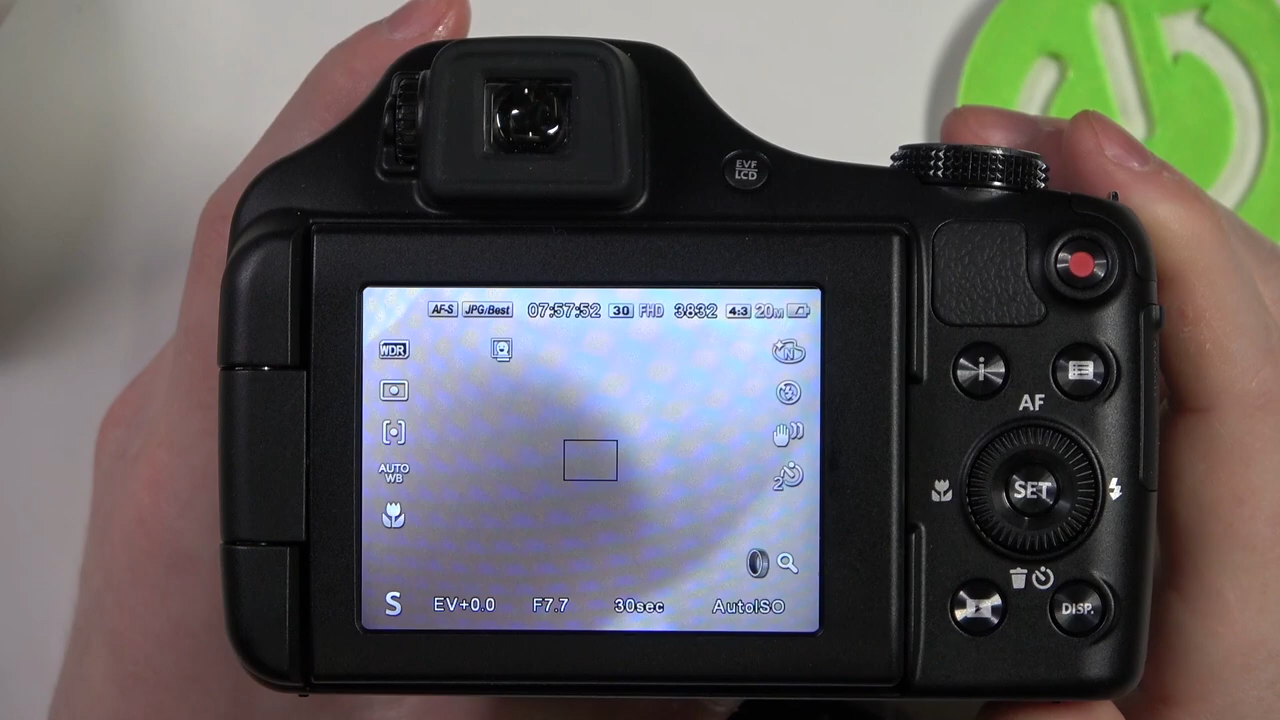 EVF
LCD
AF-S JPG/Best 07:57:52 30 FHD 3832 4:3 20M
WDR
N
AUTO
WB
2
S EV+0.0 F7.7 30sec AutoISO
i
AF
SET
DISP.